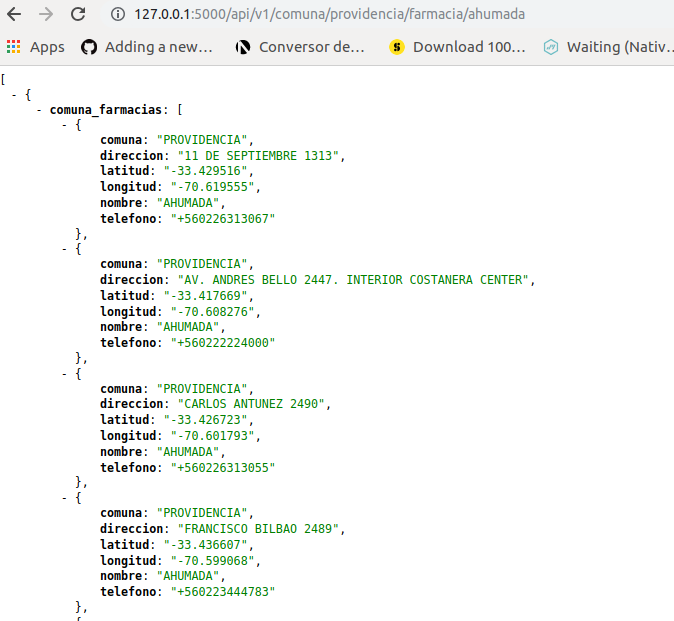 127.0.0.1:5000/api/v1/comuna/providencia/farmacia/ahumada
Apps Adding a new... Conversor de... Download 100... Waiting (Nativ...
[
- {
- comuna_farmacias: [
- {
comuna: "PROVIDENCIA",
direccion: "11 DE SEPTIEMBRE 1313",
latitud: "-33.429516",
longitud: "-70.619555",
nombre: "AHUMADA",
telefono: "+560226313067"
},
- {
comuna: "PROVIDENCIA",
direccion: "AV. ANDRES BELLO 2447. INTERIOR COSTANERA CENTER",
latitud: "-33.417669",
longitud: "-70.608276",
nombre: "AHUMADA",
telefono: "+560222224000"
},
- {
comuna: "PROVIDENCIA",
direccion: "CARLOS ANTUNEZ 2490",
latitud: "-33.426723",
longitud: "-70.601793",
nombre: "AHUMADA",
telefono: "+560226313055"
},
- {
comuna: "PROVIDENCIA",
direccion: "FRANCISCO BILBAO 2489",
latitud: "-33.436607",
longitud: "-70.599068",
nombre: "AHUMADA",
telefono: "+560223444783"
},
- {